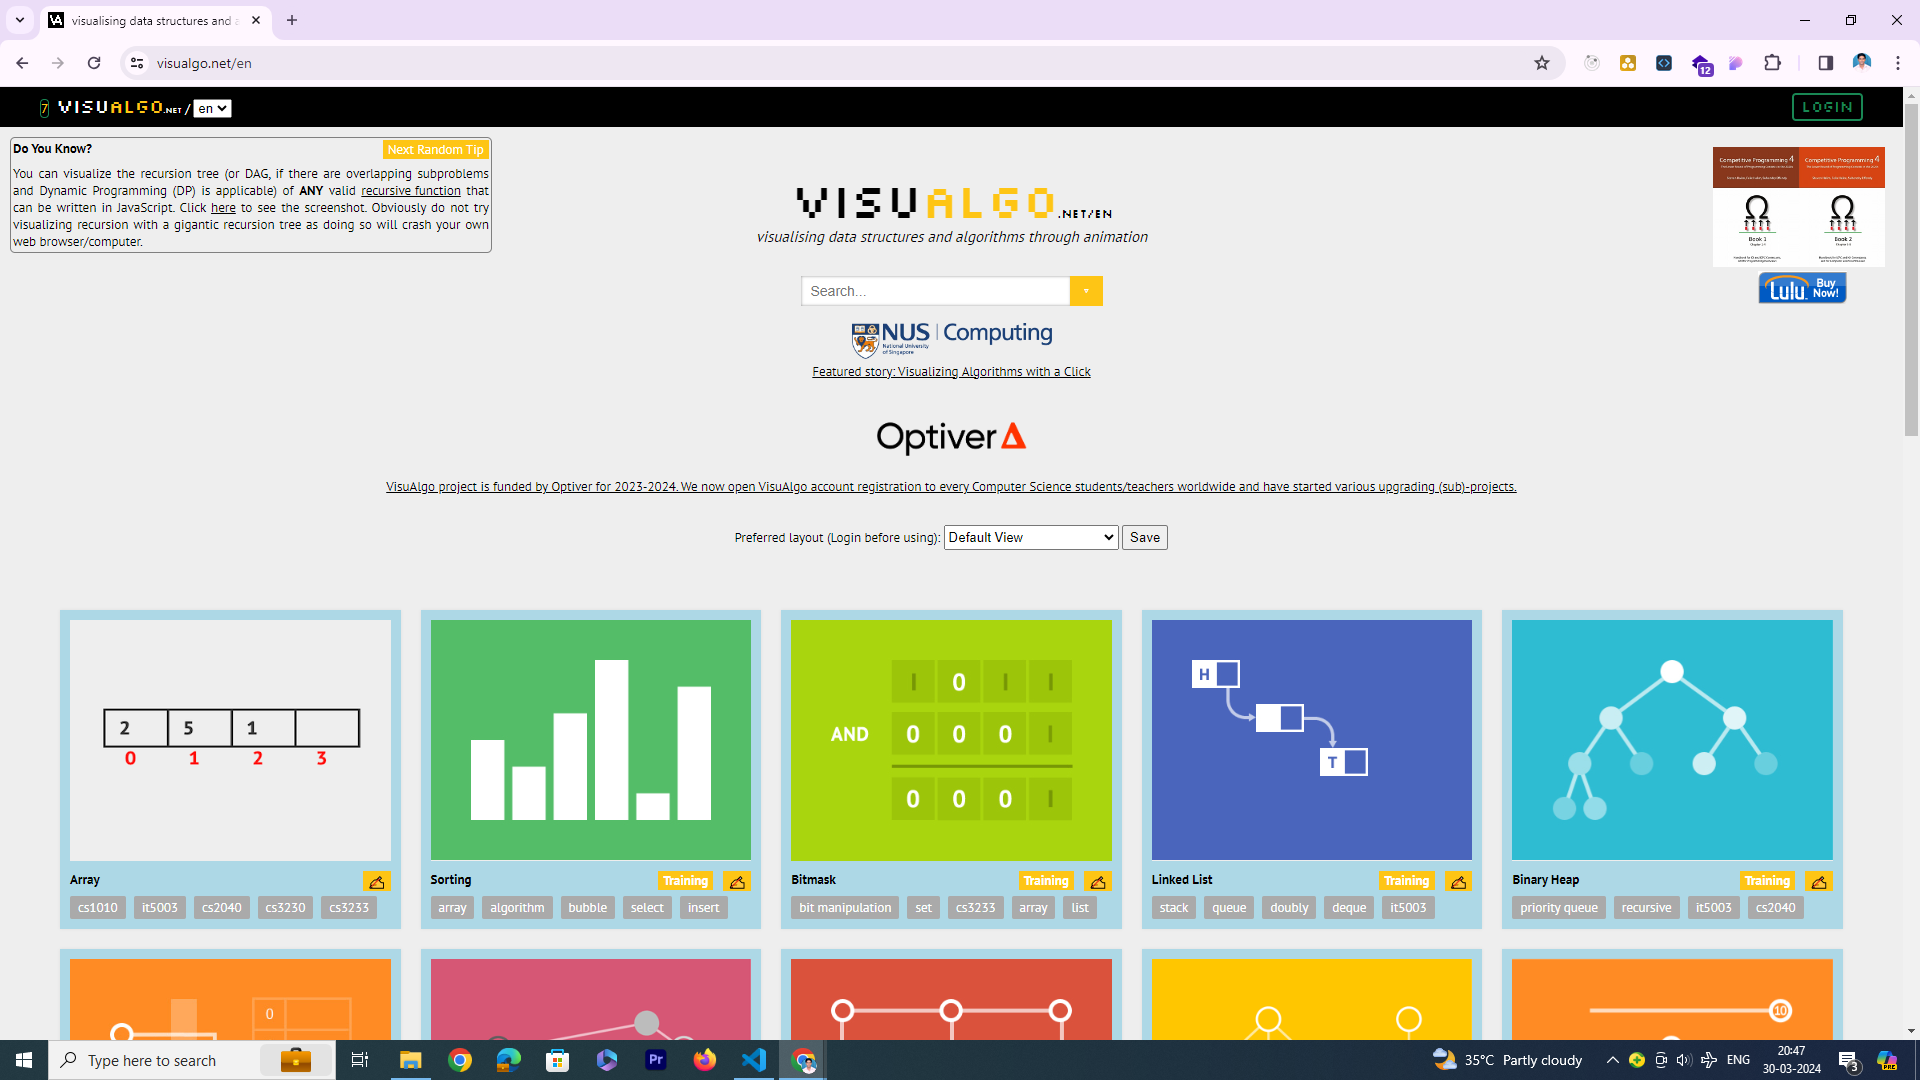 visualising data structures and a
visualgo.net/en
12
7 VISUALGO.NET / en
LOGIN
Do You Know?
Next Random Tip
You can visualize the recursion tree (or DAG, if there are overlapping subproblems
and Dynamic Programming (DP) is applicable) of ANY valid recursive function that
can be written in JavaScript. Click here to see the screenshot. Obviously do not try
visualizing recursion with a gigantic recursion tree as doing so will crash your own
web browser/computer.
VISUALGO.NET/EN
visualising data structures and algorithms through animation
Competitive Programming 4
Competitive Programming 4
Book 1
Book 2
Lulu Buy Now!
Search...
NUS National University of Singapore | Computing
Featured story: Visualizing Algorithms with a Click
Optiver
VisuAlgo project is funded by Optiver for 2023-2024. We now open VisuAlgo account registration to every Computer Science students/teachers worldwide and have started various upgrading (sub)-projects.
Preferred layout (Login before using): Default View Save
2 5 1
0 1 2 3
Array
cs1010 it5003 cs2040 cs3230 cs3233
Sorting Training
array algorithm bubble select insert
1 0 1 1
AND 0 0 0 1
0 0 0 1
Bitmask Training
bit manipulation set cs3233 array list
H
T
Linked List Training
stack queue doubly deque it5003
Binary Heap Training
priority queue recursive it5003 cs2040
0
10
Type here to search
Pr
35°C Partly cloudy
ENG
20:47
30-03-2024
3
PRE